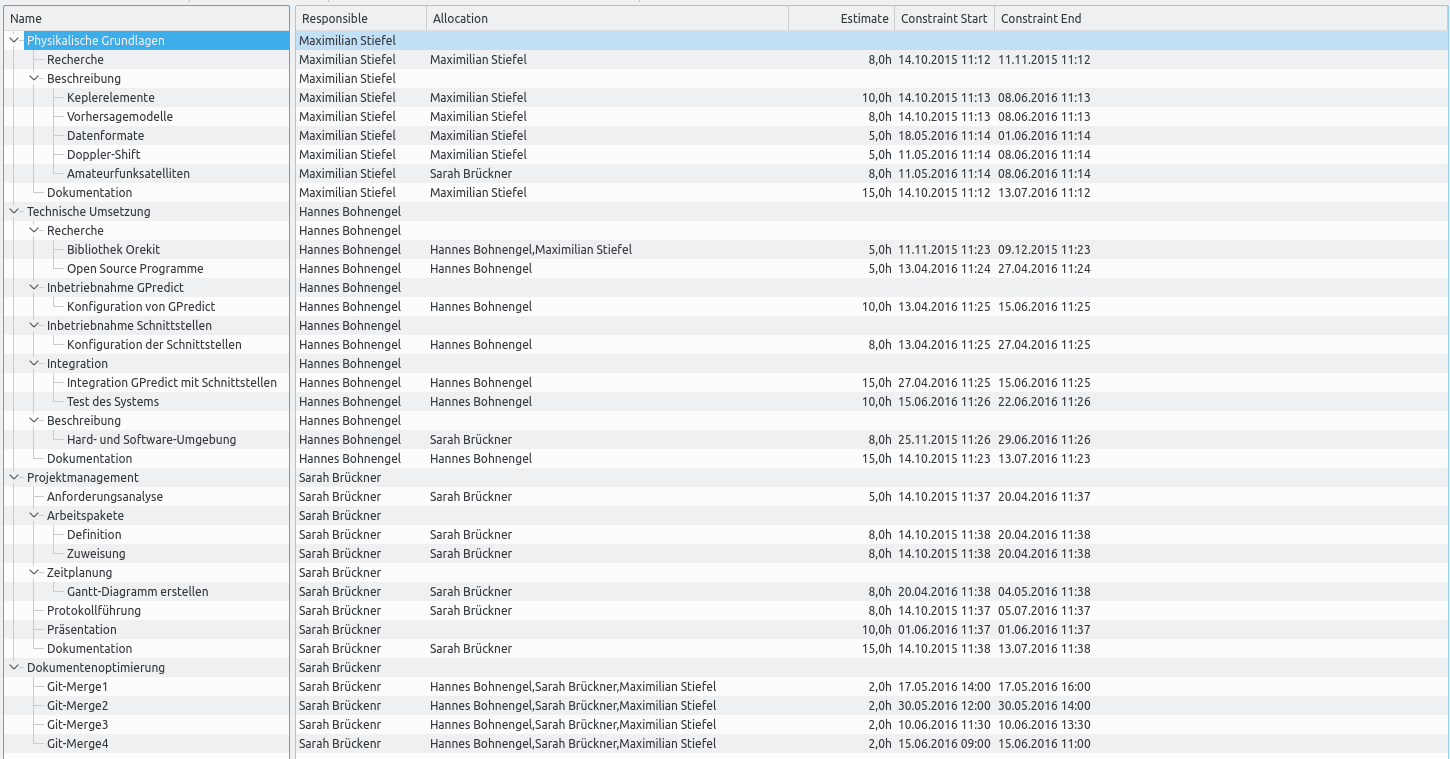 Name Responsible Allocation Estimate Constraint Start Constraint End
Physikalische Grundlagen Maximilian Stiefel
Recherche Maximilian Stiefel Maximilian Stiefel 8,0h 14.10.2015 11:12 11.11.2015 11:12
Beschreibung Maximilian Stiefel
Keplerelemente Maximilian Stiefel Maximilian Stiefel 10,0h 14.10.2015 11:13 08.06.2016 11:13
Vorhersagemodelle Maximilian Stiefel Maximilian Stiefel 8,0h 14.10.2015 11:13 08.06.2016 11:13
Datenformate Maximilian Stiefel Maximilian Stiefel 5,0h 18.05.2016 11:14 01.06.2016 11:14
Doppler-Shift Maximilian Stiefel Maximilian Stiefel 5,0h 11.05.2016 11:14 08.06.2016 11:14
Amateurfunksatelliten Maximilian Stiefel Sarah Brückner 8,0h 11.05.2016 11:14 08.06.2016 11:14
Dokumentation Maximilian Stiefel Maximilian Stiefel 15,0h 14.10.2015 11:12 13.07.2016 11:12
Technische Umsetzung Hannes Bohnengel
Recherche Hannes Bohnengel
Bibliothek Orekit Hannes Bohnengel Hannes Bohnengel,Maximilian Stiefel 5,0h 11.11.2015 11:23 09.12.2015 11:23
Open Source Programme Hannes Bohnengel Hannes Bohnengel 5,0h 13.04.2016 11:24 27.04.2016 11:24
Inbetriebnahme GPredict Hannes Bohnengel
Konfiguration von GPredict Hannes Bohnengel Hannes Bohnengel 10,0h 13.04.2016 11:25 15.06.2016 11:25
Inbetriebnahme Schnittstellen Hannes Bohnengel
Konfiguration der Schnittstellen Hannes Bohnengel Hannes Bohnengel 8,0h 13.04.2016 11:25 27.04.2016 11:25
Integration Hannes Bohnengel
Integration GPredict mit Schnittstellen Hannes Bohnengel Hannes Bohnengel 15,0h 27.04.2016 11:25 15.06.2016 11:25
Test des Systems Hannes Bohnengel Hannes Bohnengel 10,0h 15.06.2016 11:26 22.06.2016 11:26
Beschreibung Hannes Bohnengel
Hard- und Software-Umgebung Hannes Bohnengel Sarah Brückner 8,0h 25.11.2015 11:26 29.06.2016 11:26
Dokumentation Hannes Bohnengel Hannes Bohnengel 15,0h 14.10.2015 11:23 13.07.2016 11:23
Projektmanagement Sarah Brückner
Anforderungsanalyse Sarah Brückner Sarah Brückner 5,0h 14.10.2015 11:37 20.04.2016 11:37
Arbeitspakete Sarah Brückner
Definition Sarah Brückner Sarah Brückner 8,0h 14.10.2015 11:38 20.04.2016 11:38
Zuweisung Sarah Brückner Sarah Brückner 8,0h 14.10.2015 11:38 20.04.2016 11:38
Zeitplanung Sarah Brückner
Gantt-Diagramm erstellen Sarah Brückner Sarah Brückner 8,0h 20.04.2016 11:38 04.05.2016 11:38
Protokollführung Sarah Brückner Sarah Brückner 8,0h 14.10.2015 11:37 05.07.2016 11:37
Präsentation Sarah Brückner 10,0h 01.06.2016 11:37 01.06.2016 11:37
Dokumentation Sarah Brückner Sarah Brückner 15,0h 14.10.2015 11:38 13.07.2016 11:38
Dokumentenoptimierung Sarah Brückenr
Git-Merge1 Sarah Brückenr Hannes Bohnengel,Sarah Brückner,Maximilian Stiefel 2,0h 17.05.2016 14:00 17.05.2016 16:00
Git-Merge2 Sarah Brückenr Hannes Bohnengel,Sarah Brückner,Maximilian Stiefel 2,0h 30.05.2016 12:00 30.05.2016 14:00
Git-Merge3 Sarah Brückenr Hannes Bohnengel,Sarah Brückner,Maximilian Stiefel 2,0h 10.06.2016 11:30 10.06.2016 13:30
Git-Merge4 Sarah Brückenr Hannes Bohnengel,Sarah Brückner,Maximilian Stiefel 2,0h 15.06.2016 09:00 15.06.2016 11:00